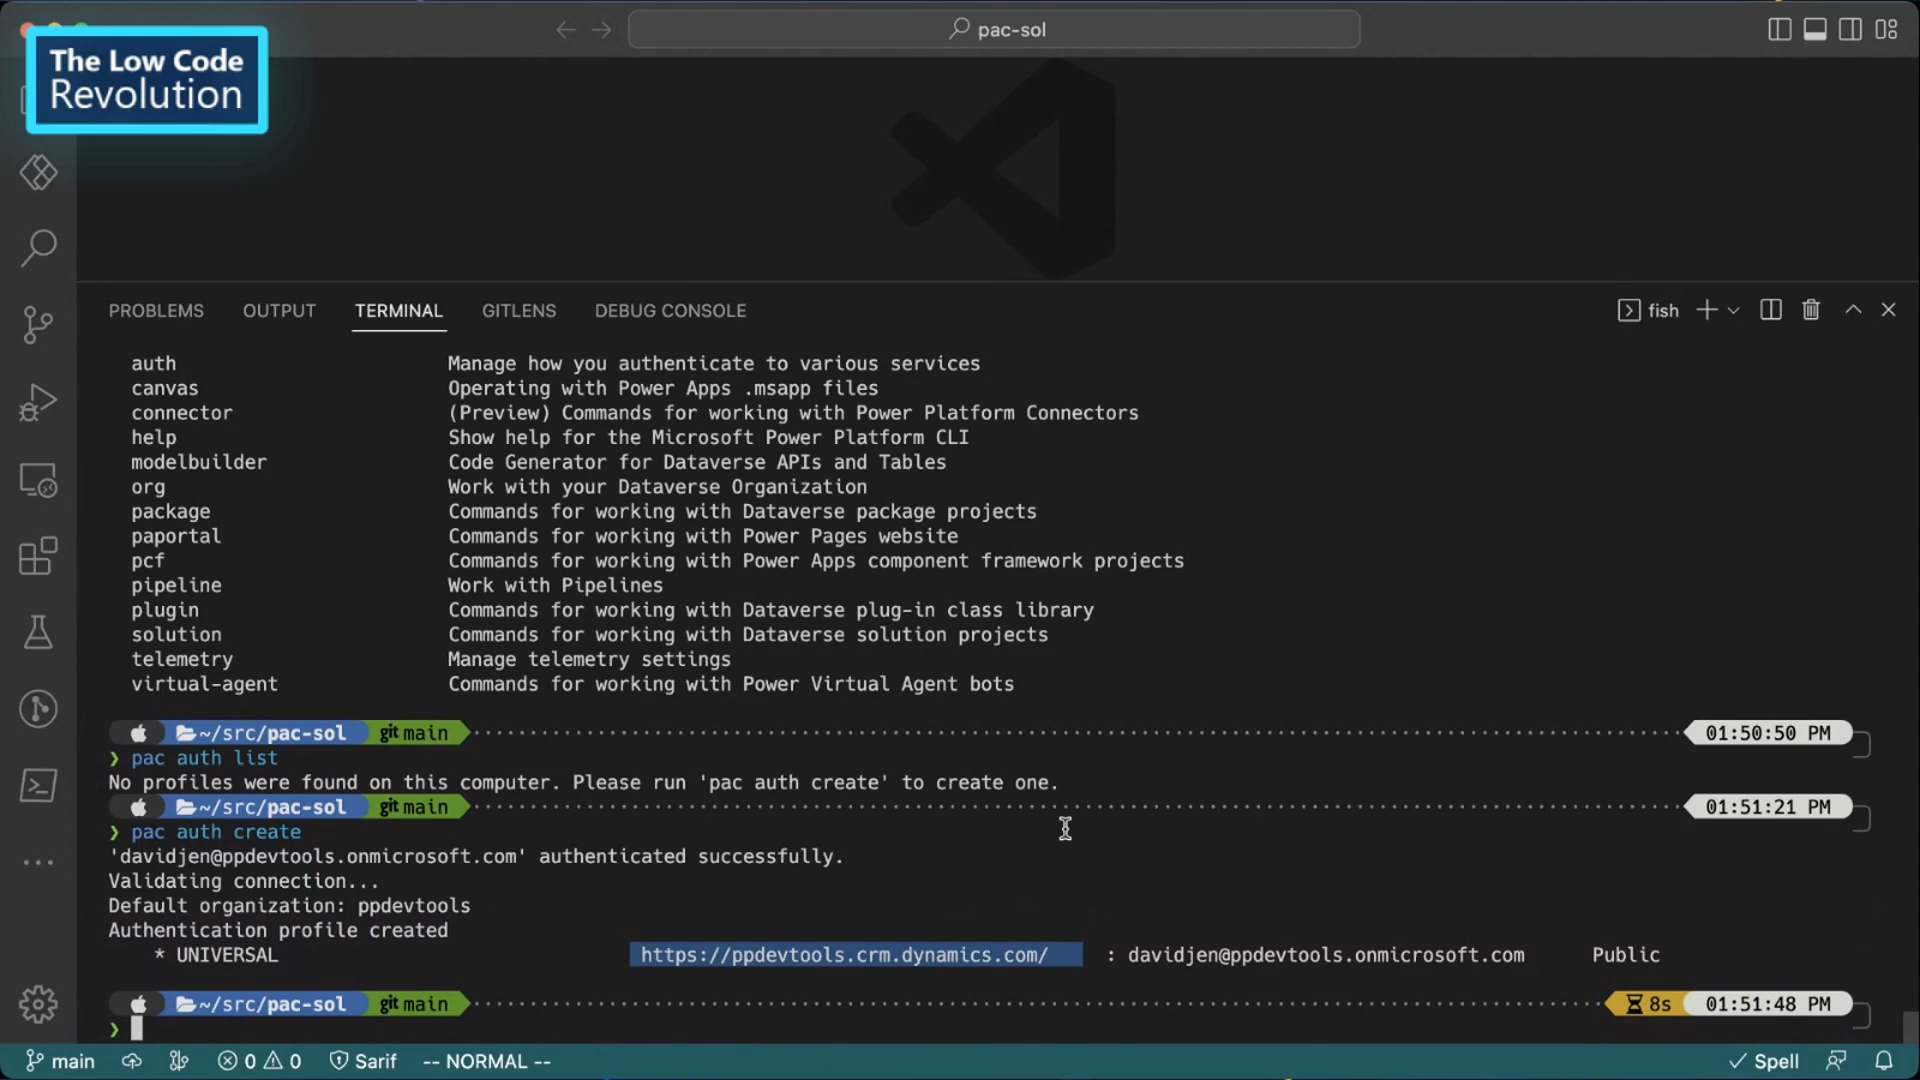 pac-sol
The Low Code
Revolution
PROBLEMS OUTPUT TERMINAL GITLENS DEBUG CONSOLE fish
auth Manage how you authenticate to various services
canvas Operating with Power Apps .msapp files
connector (Preview) Commands for working with Power Platform Connectors
help Show help for the Microsoft Power Platform CLI
modelbuilder Code Generator for Dataverse APIs and Tables
org Work with your Dataverse Organization
package Commands for working with Dataverse package projects
paportal Commands for working with Power Pages website
pcf Commands for working with Power Apps component framework projects
pipeline Work with Pipelines
plugin Commands for working with Dataverse plug-in class library
solution Commands for working with Dataverse solution projects
telemetry Manage telemetry settings
virtual-agent Commands for working with Power Virtual Agent bots
~/src/pac-sol git main 01:50:50 PM
❯ pac auth list
No profiles were found on this computer. Please run 'pac auth create' to create one.
~/src/pac-sol git main 01:51:21 PM
❯ pac auth create
'davidjen@ppdevtools.onmicrosoft.com' authenticated successfully.
Validating connection...
Default organization: ppdevtools
Authentication profile created
* UNIVERSAL https://ppdevtools.crm.dynamics.com/ : davidjen@ppdevtools.onmicrosoft.com Public
~/src/pac-sol git main 8s 01:51:48 PM
❯
main 0 0 Sarif -- NORMAL -- Spell